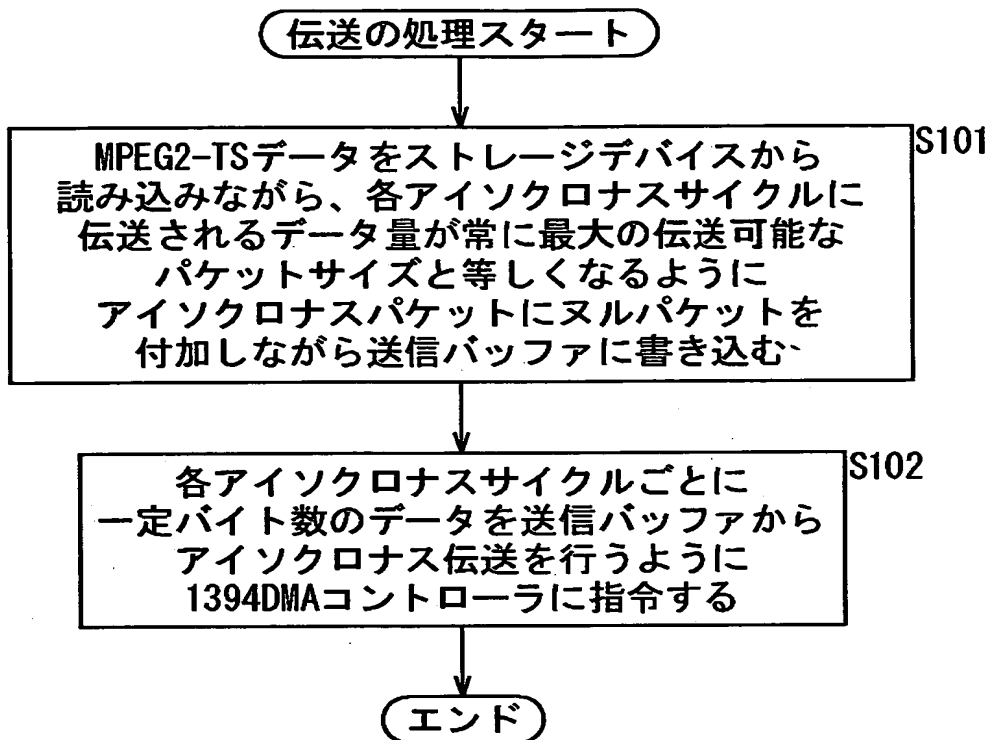 伝送の処理スタート
S101
MPEG2-TSデータをストレージデバイスから
読み込みながら、各アイソクロナスサイクルに
伝送されるデータ量が常に最大の伝送可能な
パケットサイズと等しくなるように
アイソクロナスパケットにヌルパケットを
付加しながら送信バッファに書き込む
S102
各アイソクロナスサイクルごとに
一定バイト数のデータを送信バッファから
アイソクロナス伝送を行うように
1394DMAコントローラに指令する
エンド